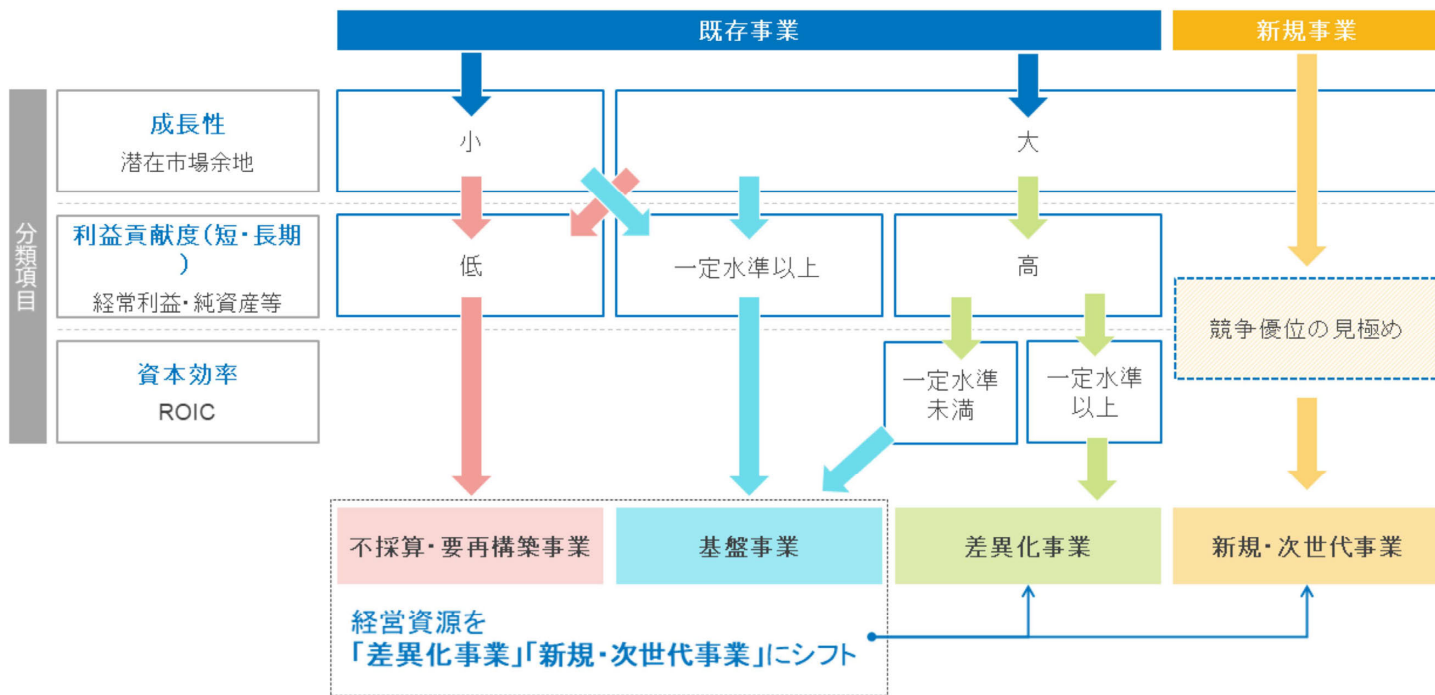 既存事業
新規事業
分類項目
成長性
潜在市場余地
小
大
利益貢献度(短・長期
)
経常利益・純資産等
低
一定水準以上
高
競争優位の見極め
資本効率
ROIC
一定水準
未満
一定水準
以上
不採算・要再構築事業
基盤事業
差異化事業
新規・次世代事業
経営資源を
「差異化事業」「新規・次世代事業」にシフト